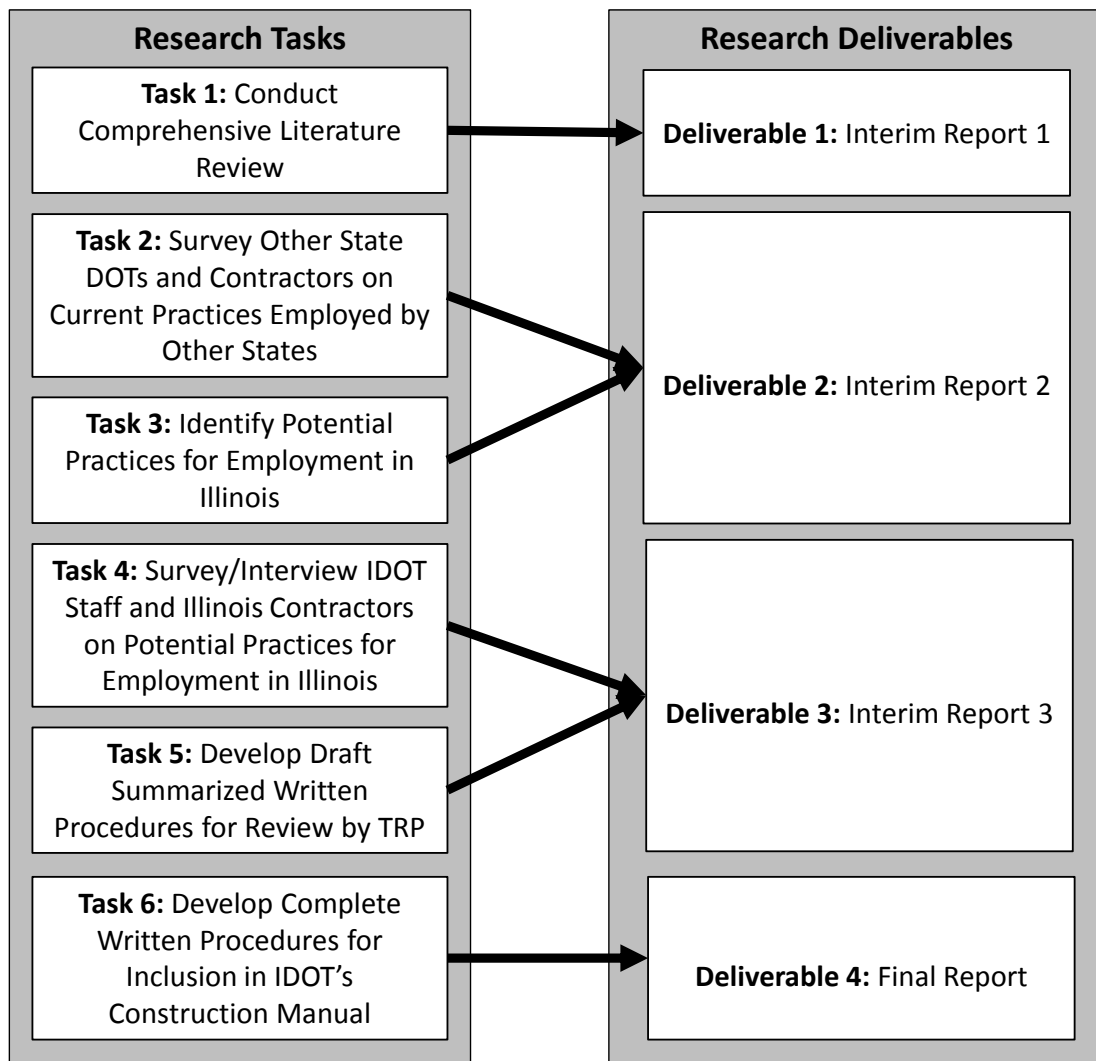 Research Tasks
Task 1: Conduct
Comprehensive Literature
Review
Task 2: Survey Other State
DOTs and Contractors on
Current Practices Employed by
Other States
Task 3: Identify Potential
Practices for Employment in
Illinois
Task 4: Survey/Interview IDOT
Staff and Illinois Contractors
on Potential Practices for
Employment in Illinois
Task 5: Develop Draft
Summarized Written
Procedures for Review by TRP
Task 6: Develop Complete
Written Procedures for
Inclusion in IDOT’s
Construction Manual
Research Deliverables
Deliverable 1: Interim Report 1
Deliverable 2: Interim Report 2
Deliverable 3: Interim Report 3
Deliverable 4: Final Report